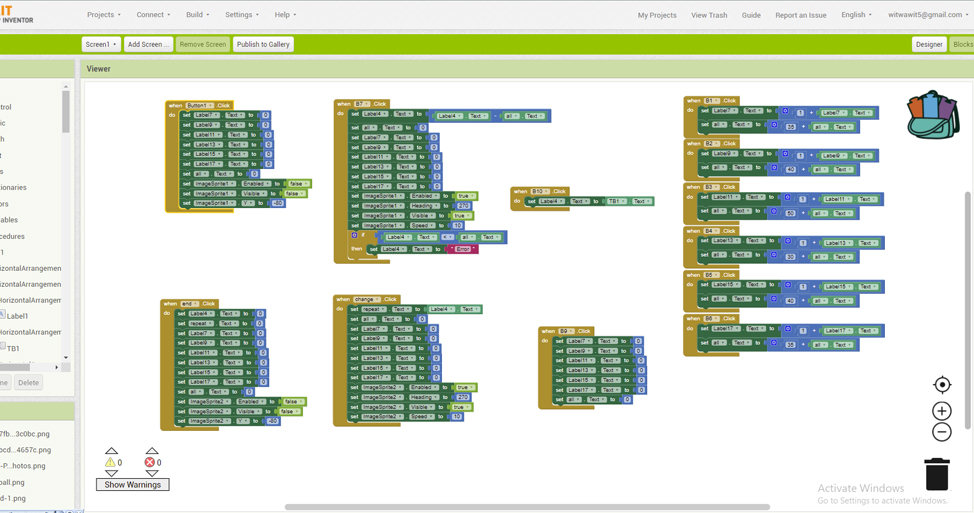 IT
INVENTOR
Projects Connect Build Settings Help
My Projects View Trash Guide Report an Issue English witwawit5@gmail.com
Screen1 Add Screen ... Remove Screen Publish to Gallery
Designer Blocks
Viewer
trol
ic
h
t
s
tionaries
ors
ables
cedures
1
izontalArrangemen
izontalArrangemen
HorizontalArrangem
Label1
HorizontalArrangem
TB1
me Delete
7fb...3c0bc.png
bcd...4657c.png
-P...hotos.png
ball.png
d-1.png
when Button1 .Click
do set Label7 . Text to 0
set Label9 . Text to 0
set Label11 . Text to 0
set Label13 . Text to 0
set Label15 . Text to 0
set Label17 . Text to 0
set all . Text to 0
set ImageSprite1 . Enabled to false
set ImageSprite1 . Visible to false
set ImageSprite1 . Y to -80
when B7 .Click
do set Label4 . Text to Label4 . Text - all . Text
set all . Text to 0
set Label7 . Text to 0
set Label9 . Text to 0
set Label11 . Text to 0
set Label13 . Text to 0
set Label15 . Text to 0
set Label17 . Text to 0
set ImageSprite1 . Enabled to true
set ImageSprite1 . Heading to 270
set ImageSprite1 . Visible to true
set ImageSprite1 . Speed to 10
if Label4 . Text < all . Text
then set Label4 . Text to " Error "
when B10 .Click
do set Label4 . Text to TB1 . Text
when B1 .Click
do set Label7 . Text to 1 + Label7 . Text
set all . Text to 35 + all . Text
when B2 .Click
do set Label9 . Text to 1 + Label9 . Text
set all . Text to 40 + all . Text
when B3 .Click
do set Label11 . Text to 1 + Label11 . Text
set all . Text to 50 + all . Text
when B4 .Click
do set Label13 . Text to 1 + Label13 . Text
set all . Text to 30 + all . Text
when B5 .Click
do set Label15 . Text to 1 + Label15 . Text
set all . Text to 40 + all . Text
when B6 .Click
do set Label17 . Text to 1 + Label17 . Text
set all . Text to 35 + all . Text
when end .Click
do set Label4 . Text to 0
set repeat . Text to 0
set Label7 . Text to 0
set Label9 . Text to 0
set Label11 . Text to 0
set Label13 . Text to 0
set Label15 . Text to 0
set Label17 . Text to 0
set all . Text to 0
set ImageSprite2 . Enabled to false
set ImageSprite2 . Visible to false
set ImageSprite2 . Y to -80
when change .Click
do set repeat . Text to Label4 . Text
set all . Text to 0
set Label7 . Text to 0
set Label9 . Text to 0
set Label11 . Text to 0
set Label13 . Text to 0
set Label15 . Text to 0
set Label17 . Text to 0
set ImageSprite2 . Enabled to true
set ImageSprite2 . Heading to 270
set ImageSprite2 . Visible to true
set ImageSprite2 . Speed to 10
when B9 .Click
do set Label7 . Text to 0
set Label9 . Text to 0
set Label11 . Text to 0
set Label13 . Text to 0
set Label15 . Text to 0
set Label17 . Text to 0
set all . Text to 0
0 0
Show Warnings
Activate Windows
Go to Settings to activate Windows.